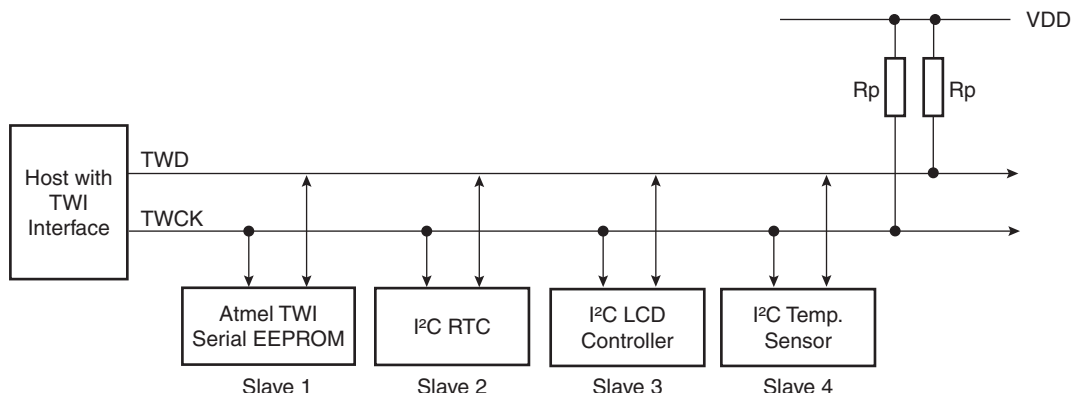 VDD
Rp Rp
Host with
TWI
Interface
TWD
TWCK
Atmel TWI
Serial EEPROM
Slave 1
I²C RTC
Slave 2
I²C LCD
Controller
Slave 3
I²C Temp.
Sensor
Slave 4